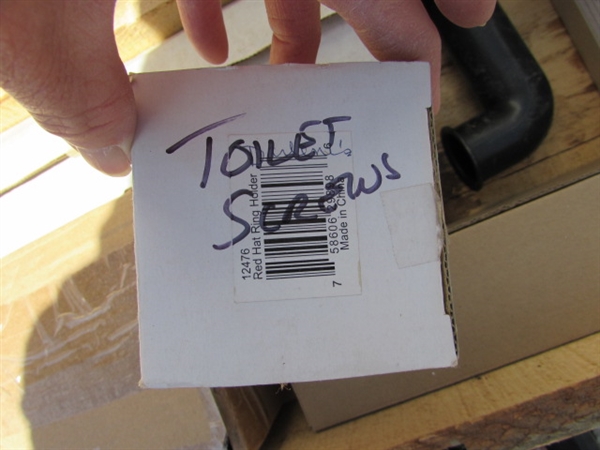 TOILET
SCREWS
12476
Red Hat Ring Holder
Made in China